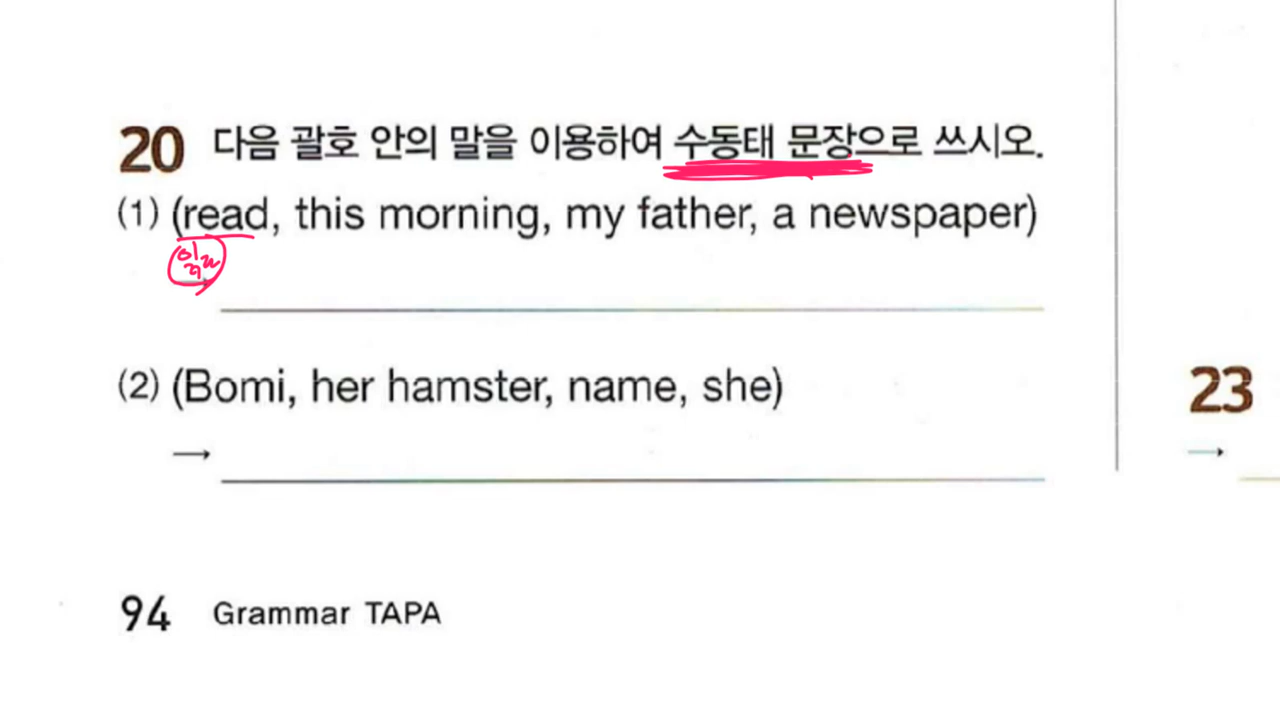 20 다음 괄호 안의 말을 이용하여 수동태 문장으로 쓰시오.
(1) (read, this morning, my father, a newspaper)
(2) (Bomi, her hamster, name, she)
→
94 Grammar TAPA
23
→